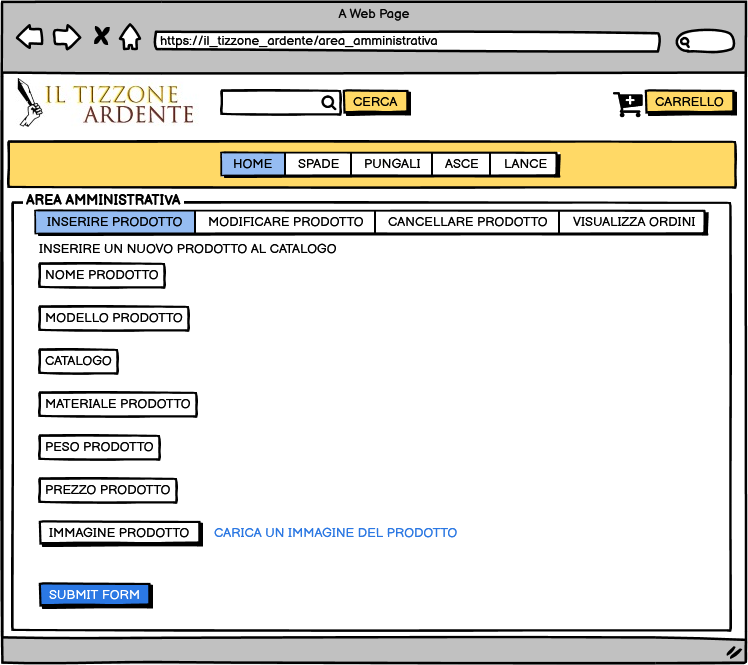 A Web Page
https://il_tizzone_ardente/area_amministrativa
IL TIZZONE
ARDENTE
CERCA
CARRELLO
HOME SPADE PUNGALI ASCE LANCE
AREA AMMINISTRATIVA
INSERIRE PRODOTTO MODIFICARE PRODOTTO CANCELLARE PRODOTTO VISUALIZZA ORDINI
INSERIRE UN NUOVO PRODOTTO AL CATALOGO
NOME PRODOTTO
MODELLO PRODOTTO
CATALOGO
MATERIALE PRODOTTO
PESO PRODOTTO
PREZZO PRODOTTO
IMMAGINE PRODOTTO CARICA UN IMMAGINE DEL PRODOTTO
SUBMIT FORM